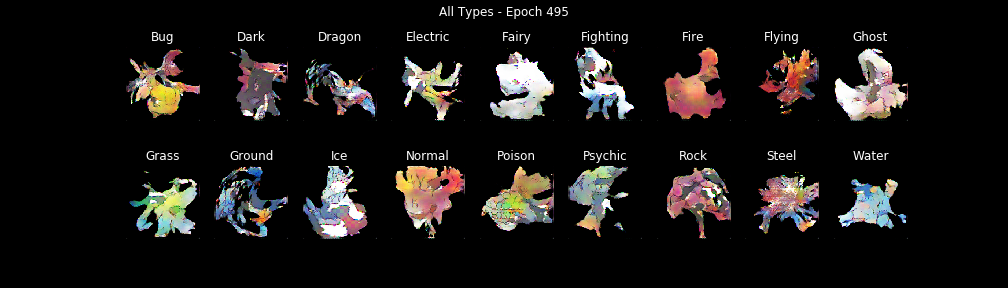 All Types - Epoch 495
Bug Dark Dragon Electric Fairy Fighting Fire Flying Ghost
Grass Ground Ice Normal Poison Psychic Rock Steel Water